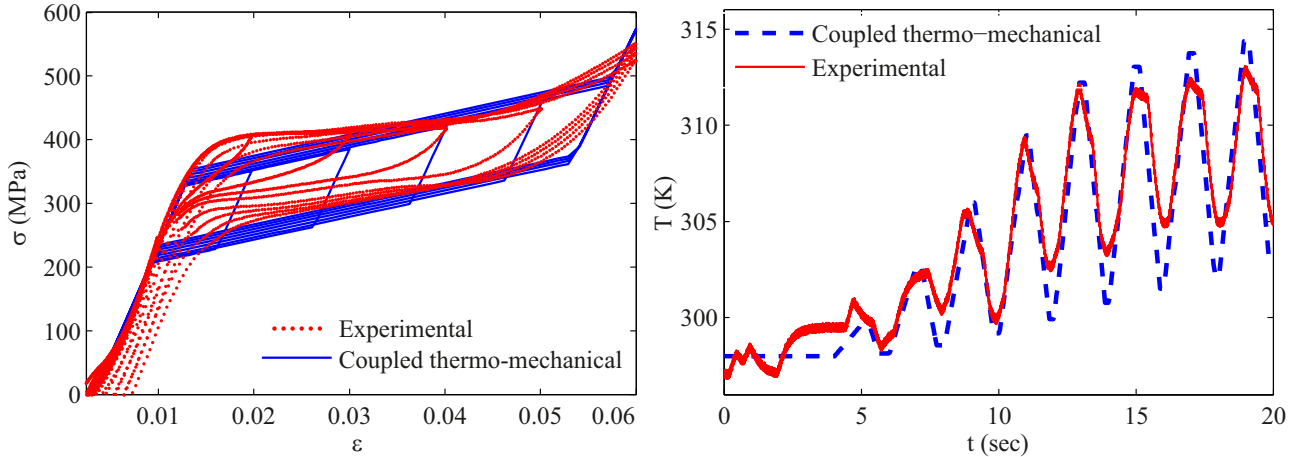 600
500
400
300
200
100
0
σ (MPa)
Experimental
Coupled thermo-mechanical
0.01 0.02 0.03 0.04 0.05 0.06
ε
315
310
305
300
T (K)
Coupled thermo−mechanical
Experimental
0 5 10 15 20
t (sec)